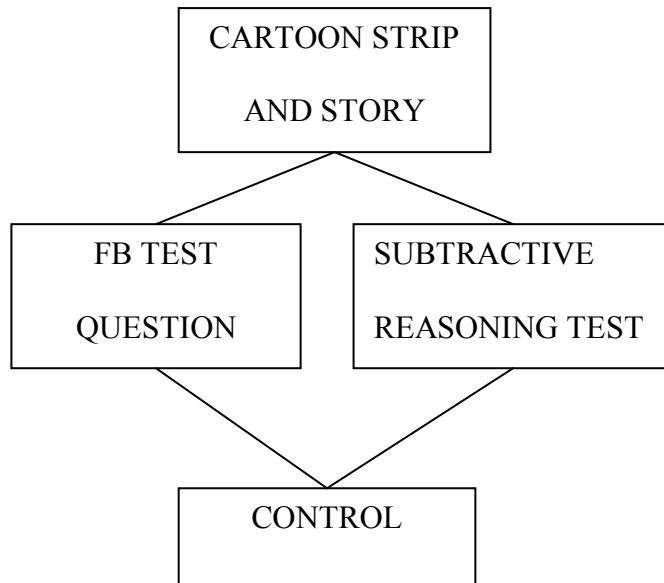 CARTOON STRIP
AND STORY
FB TEST
QUESTION
SUBTRACTIVE
REASONING TEST
CONTROL